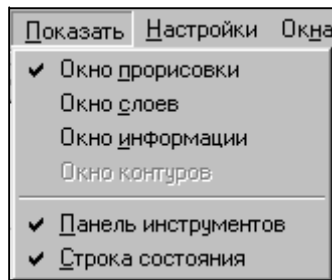 Показать Настройки Окна
Окно прорисовки
Окно слоев
Окно информации
Окно контуров
Панель инструментов
Строка состояния